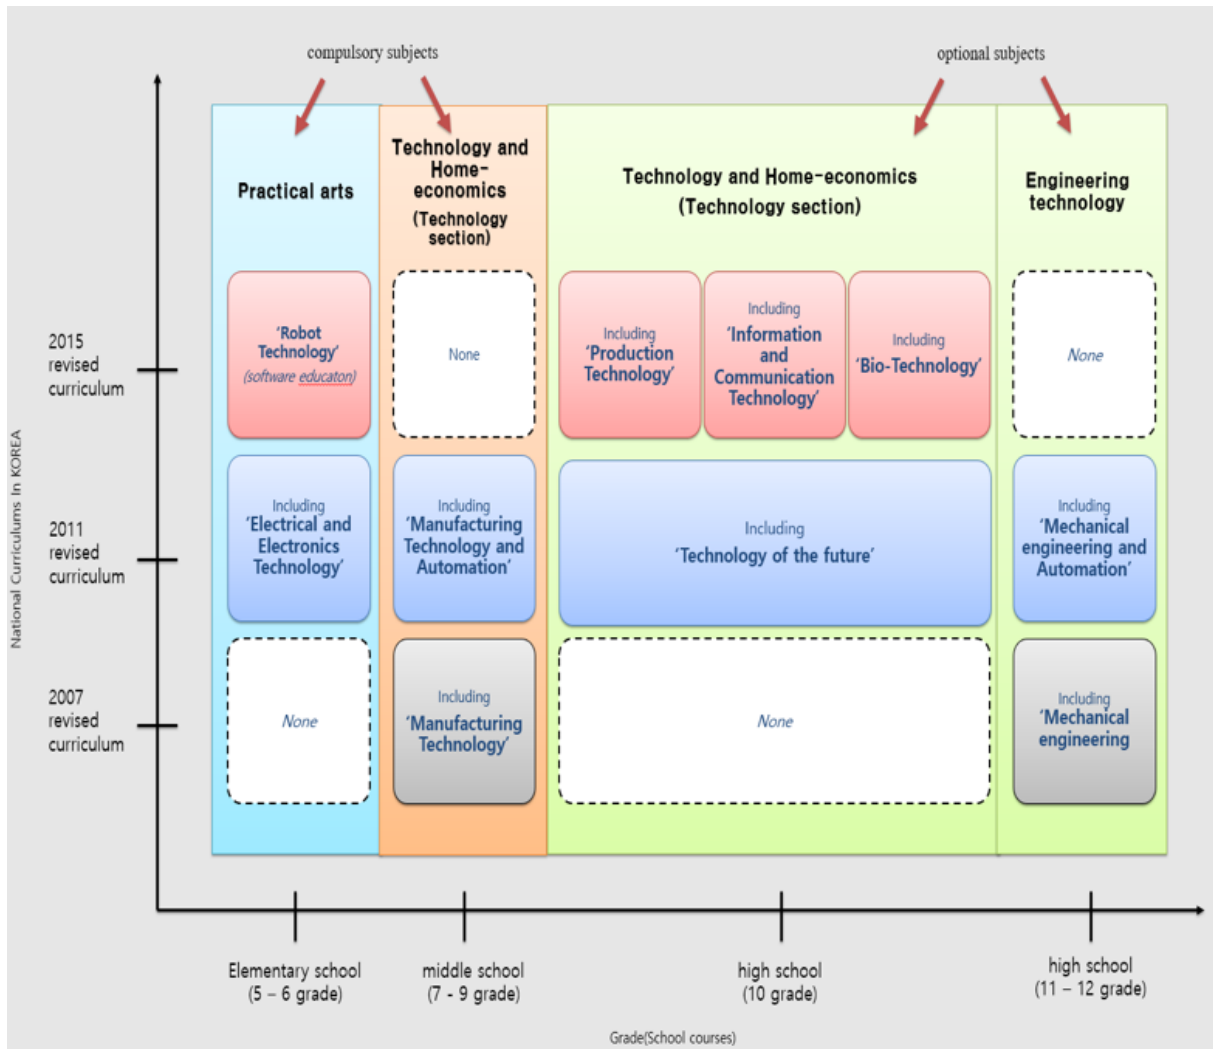 compulsory subjects
optional subjects
Practical arts
Technology and
Home-
economics
(Technology
section)
Technology and Home-economics
(Technology section)
Engineering
technology
2015
revised
curriculum
'Robot
Technology'
(software educaton)
None
Including
'Production
Technology'
Including
'Information
and
Communication
Technology'
Including
'Bio-Technology'
None
2011
revised
curriculum
Including
'Electrical and
Electronics
Technology'
Including
'Manufacturing
Technology and
Automation'
Including
'Technology of the future'
Including
'Mechanical
engineering and
Automation'
2007
revised
curriculum
None
Including
'Manufacturing
Technology'
None
Including
'Mechanical
engineering
National Curriculums In KOREA
Elementary school
(5 – 6 grade)
middle school
(7 - 9 grade)
high school
(10 grade)
high school
(11 – 12 grade)
Grade(School courses)